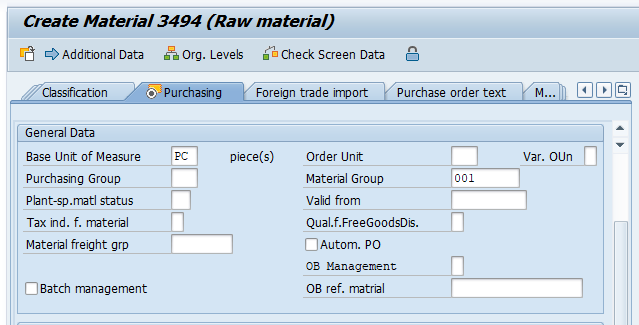 Create Material 3494 (Raw material)
Additional Data Org. Levels Check Screen Data
Classification Purchasing Foreign trade import Purchase order text M...
General Data
Base Unit of Measure PC piece(s) Order Unit Var. OUn
Purchasing Group Material Group 001
Plant-sp.matl status Valid from
Tax ind. f. material Qual.f.FreeGoodsDis.
Material freight grp Autom. PO
OB Management
Batch management OB ref. matrial